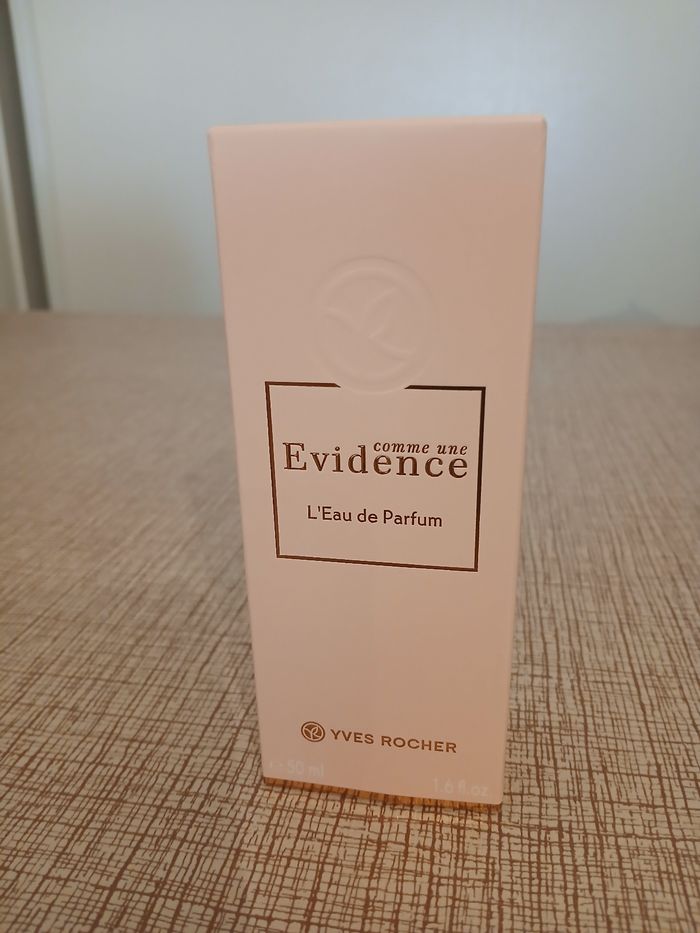 comme une
Evidence
L'Eau de Parfum
YVES ROCHER
℮ 50 ml
1.6 fl.oz